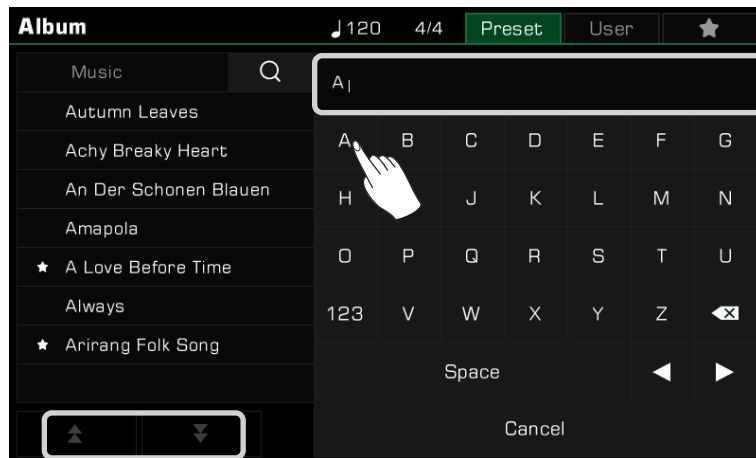 Album 120 4/4 Preset User
Music
A
Autumn Leaves
Achy Breaky Heart
An Der Schonen Blauen
Amapola
A Love Before Time
Always
Arirang Folk Song
A B C D E F G
H J K L M N
O P Q R S T U
123 V W X Y Z
Space
Cancel